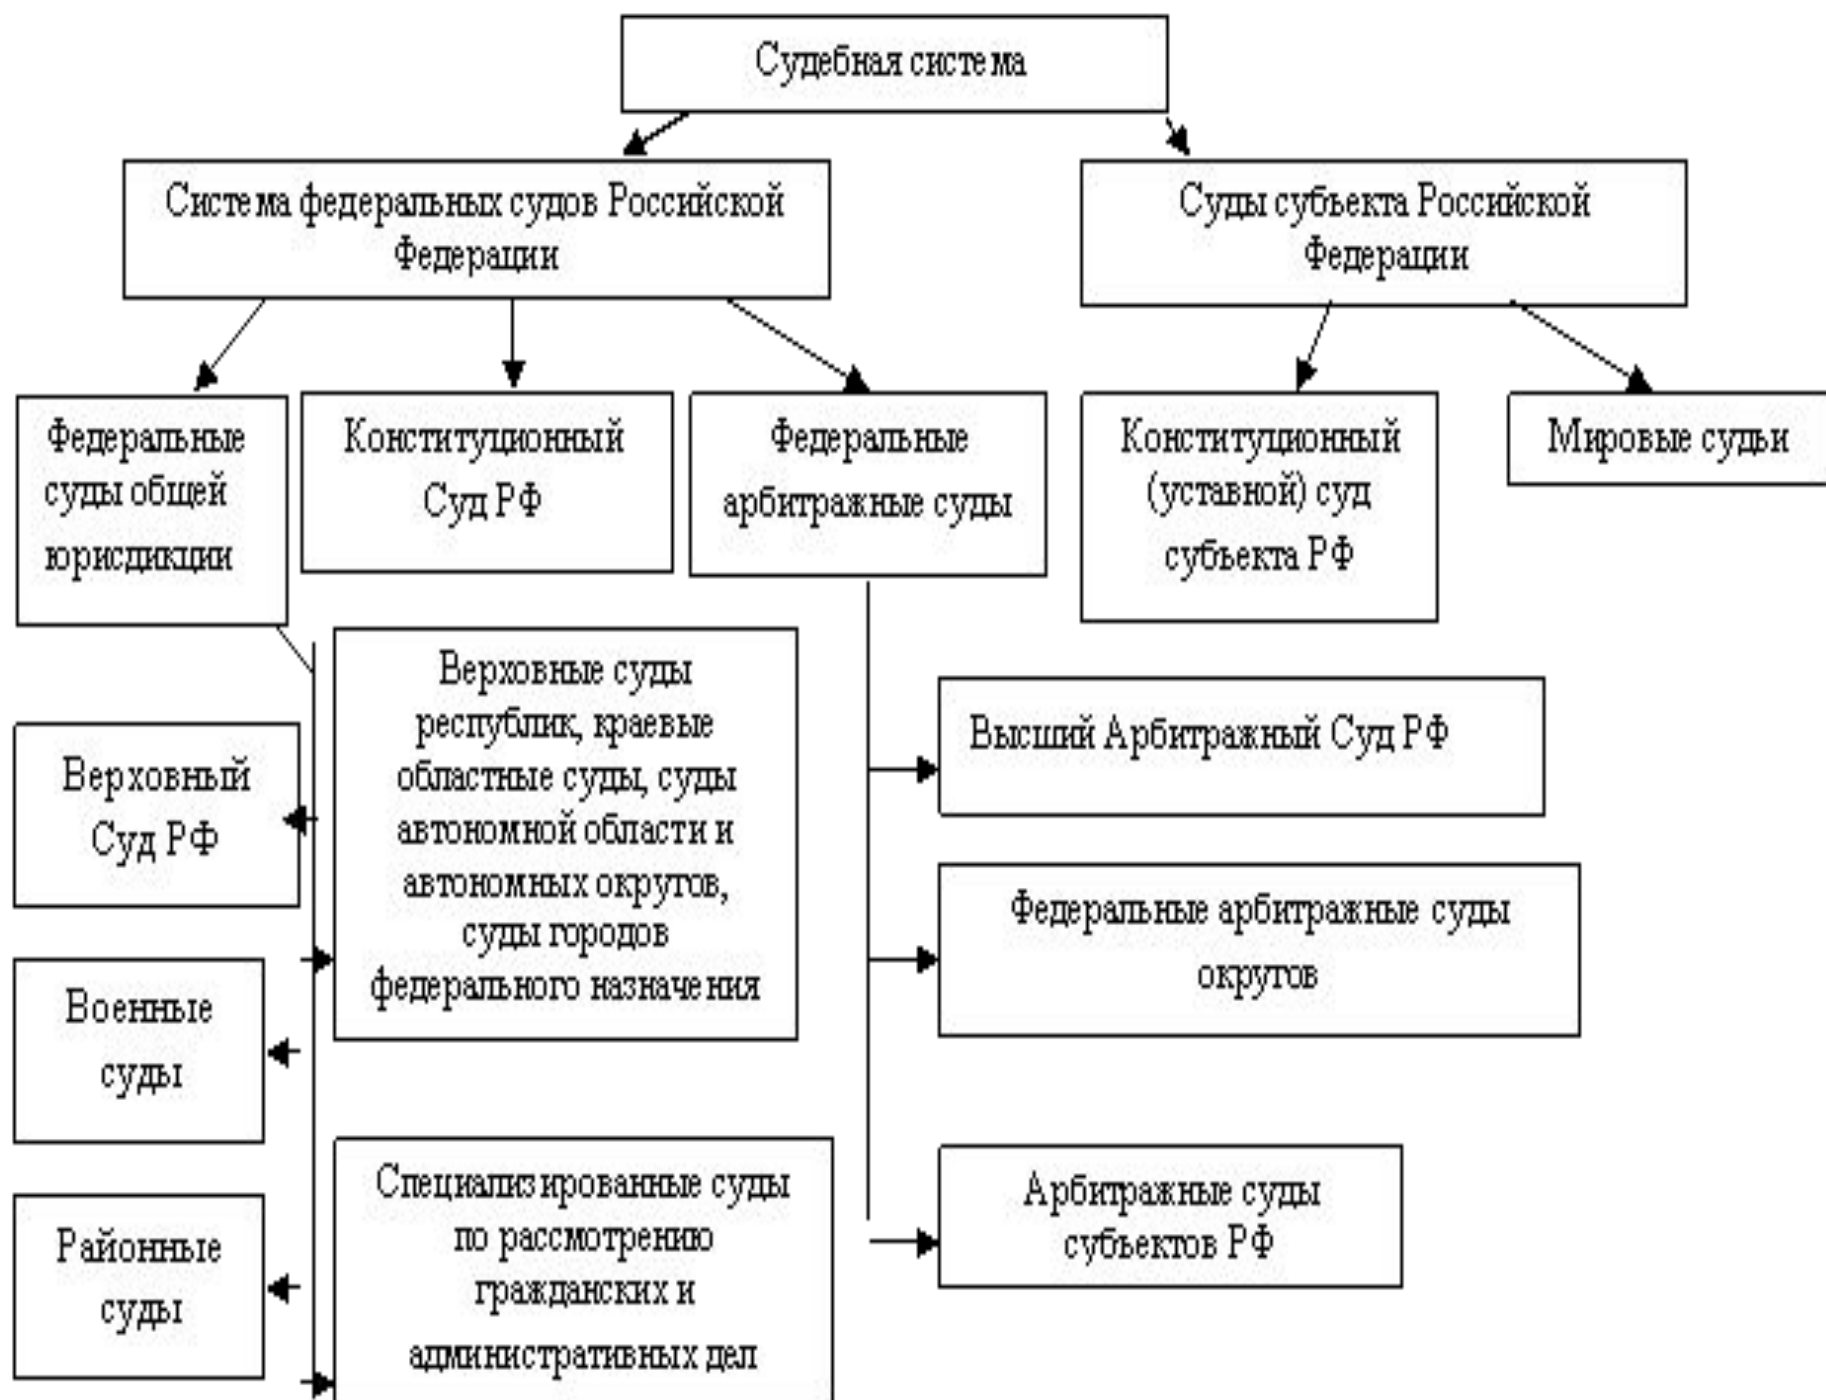 Судебная система
Система федеральных судов Российской
Федерации
Суды субъекта Российской
Федерации
Федеральные
суды общей
юрисдикции
Конституционный
Суд РФ
Федеральные
арбитражные суды
Конституционный
(уставной) суд
субъекта РФ
Мировые судьи
Верховные суды
республик, краевые
областные суды, суды
автономной области и
автономных округов,
суды городов
федерального назначения
Верховный
Суд РФ
Военные
суды
Районные
суды
Специализированные суды
по рассмотрению
гражданских и
административных дел
Высший Арбитражный Суд РФ
Федеральные арбитражные суды
округов
Арбитражные суды
субъектов РФ